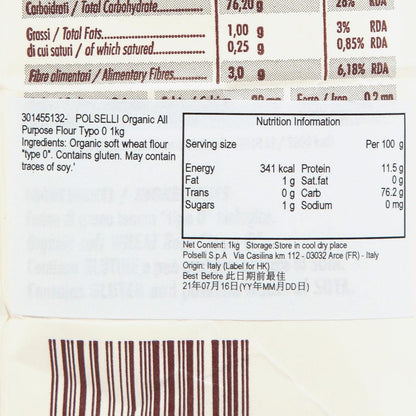 Carboidrati / Total Carbohydrate............ 76,20 g 28% RDA
Grassi / Total Fats.................. 1,00 g 3% RDA
di cui saturi / of which satured......... 0,25 g 0,85% RDA
Fibre alimentari / Alimentary Fibres....... 3,0 g 6,18% RDA
301455132- POLSELLI Organic All
Purpose Flour Typo 0 1kg
Ingredients: Organic soft wheat flour
"type 0". Contains gluten. May contain
traces of soy.'
Nutrition Information
Serving size Per 100 g
Energy 341 kcal Protein 11.5 g
Fat 1 g Sat.fat 0 g
Trans 0 g Carb 76.2 g
Sugars 1 g Sodium 0 mg
Net Content: 1kg Storage:Store in cool dry place
Polselli S.p.A Via Casilina km 112 - 03032 Arce (FR) - Italy
Origin: Italy (Label for HK)
Best Before 此日期前最佳
21年07月16日(YY年MM月DD日)